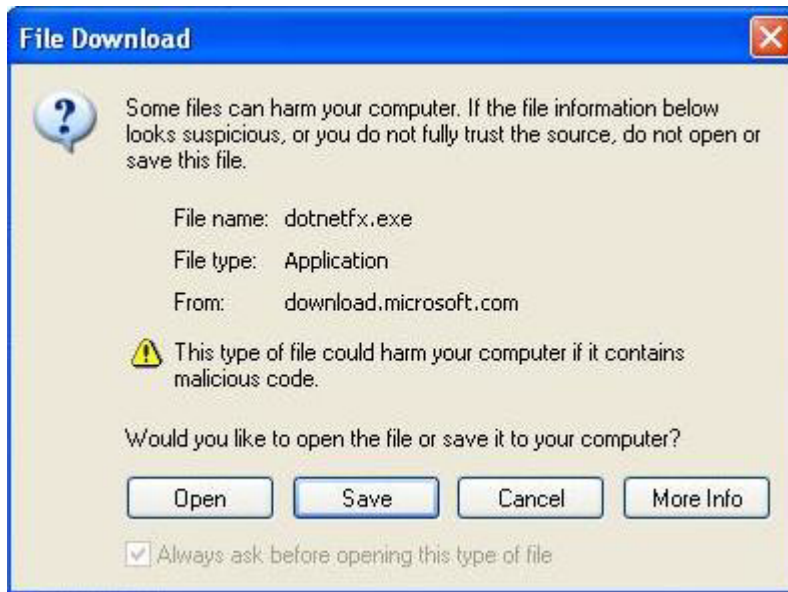 File Download
Some files can harm your computer. If the file information below
looks suspicious, or you do not fully trust the source, do not open or
save this file.
File name: dotnetfx.exe
File type: Application
From: download.microsoft.com
This type of file could harm your computer if it contains
malicious code.
Would you like to open the file or save it to your computer?
Open Save Cancel More Info
Always ask before opening this type of file